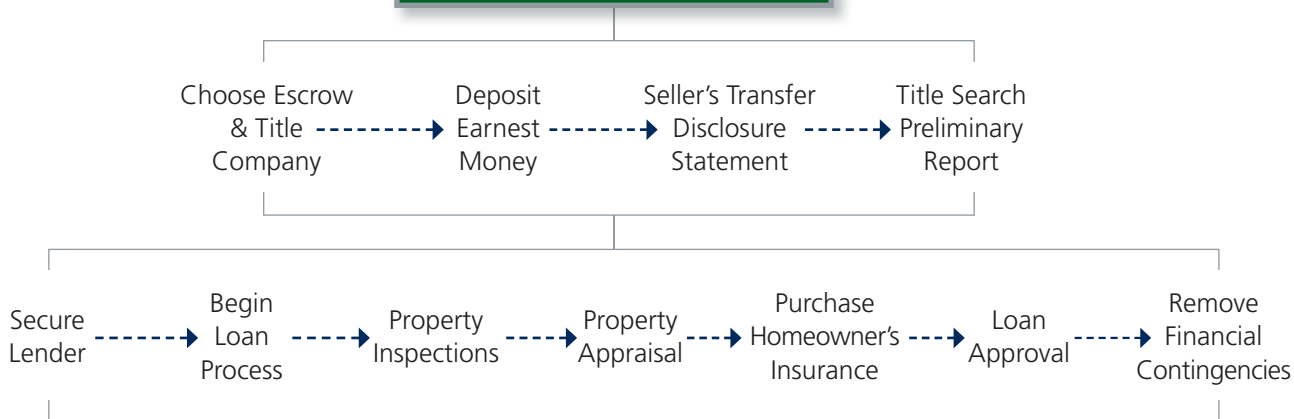 Choose Escrow
& Title
Company
Deposit
Earnest
Money
Seller’s Transfer
Disclosure
Statement
Title Search
Preliminary
Report
Secure
Lender
Begin
Loan
Process
Property
Inspections
Property
Appraisal
Purchase
Homeowner’s
Insurance
Loan
Approval
Remove
Financial
Contingencies